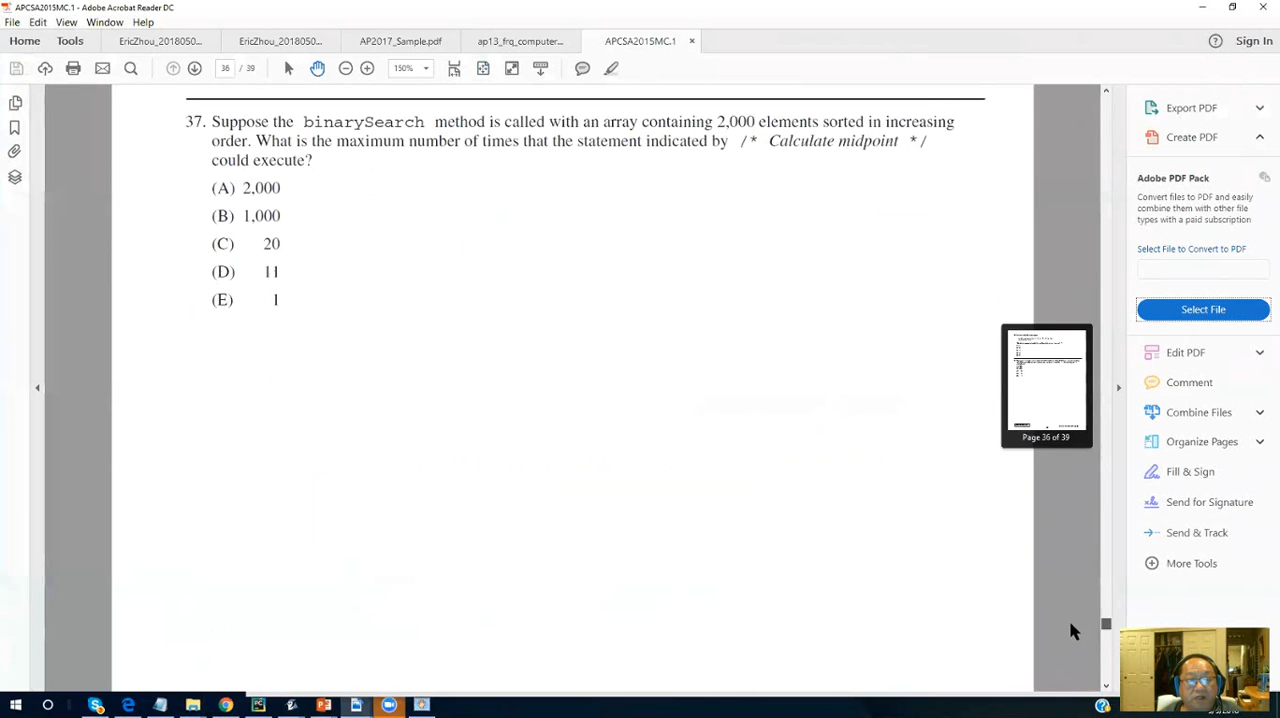 APCSA2015MC.1 - Adobe Acrobat Reader DC
File Edit View Window Help
Home Tools EricZhou_2018050... EricZhou_2018050... AP2017_Sample.pdf ap13_frq_computer... APCSA2015MC.1 × Sign In
36 / 39 150%
37. Suppose the binarySearch method is called with an array containing 2,000 elements sorted in increasing
order. What is the maximum number of times that the statement indicated by /* Calculate midpoint */
could execute?
(A) 2,000
(B) 1,000
(C) 20
(D) 11
(E) 1
Page 36 of 39
Export PDF
Create PDF
Adobe PDF Pack
Convert files to PDF and easily
combine them with other file
types with a paid subscription
Select File to Convert to PDF
Select File
Edit PDF
Comment
Combine Files
Organize Pages
Fill & Sign
Send for Signature
Send & Track
More Tools